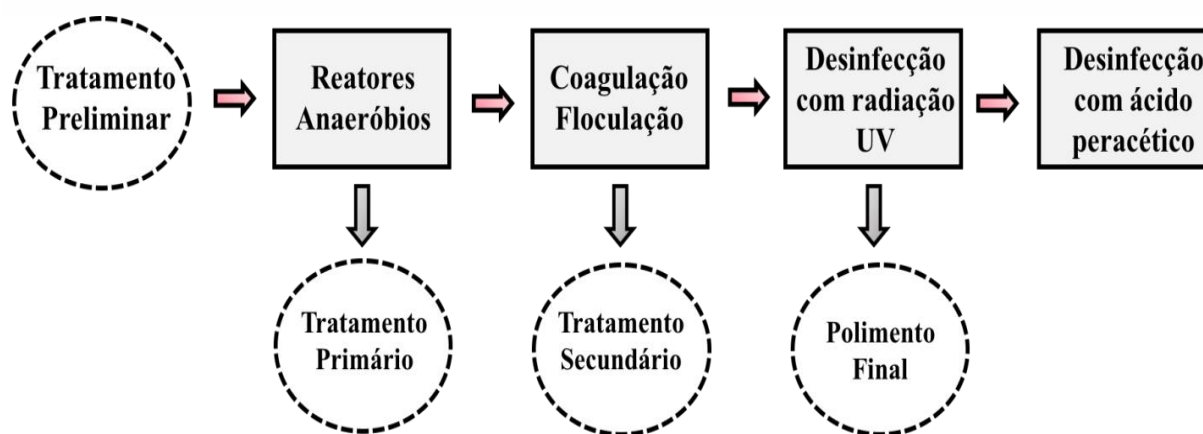 Tratamento
Preliminar
Reatores
Anaeróbios
Coagulação
Floculação
Desinfecção
com radiação
UV
Desinfecção
com ácido
peracético
Tratamento
Primário
Tratamento
Secundário
Polimento
Final